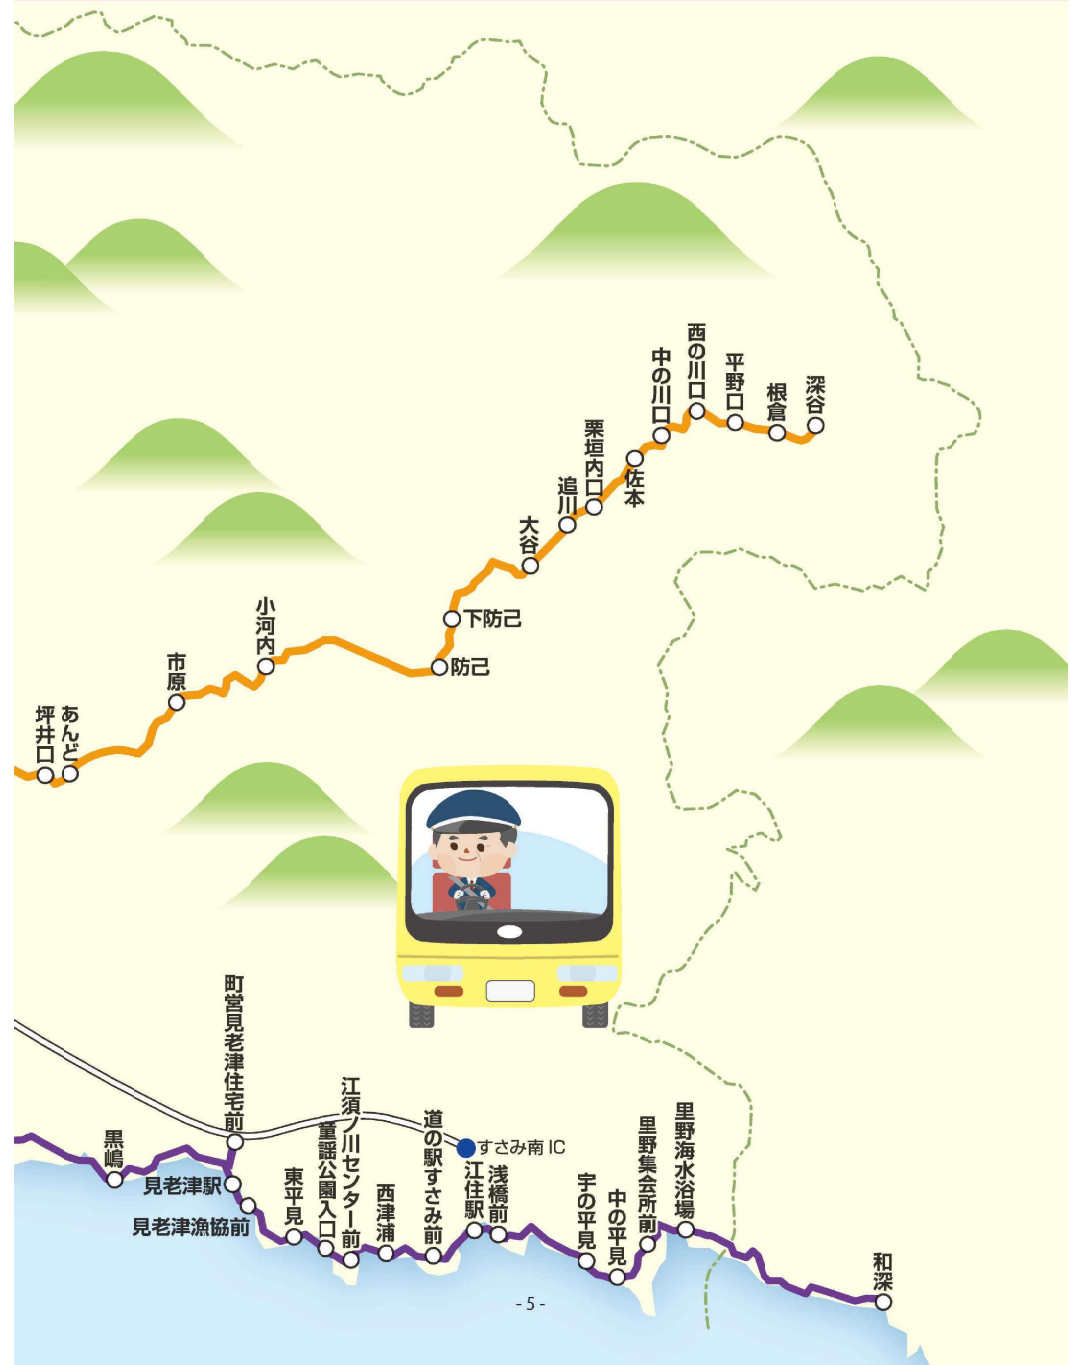 西の川口
中の川口
平野口
深谷
根倉
栗垣内口
佐本
追川
大谷
下防己
小河内
防己
市原
坪井口
あんど
町営見老津住宅前
黒嶋
見老津駅
見老津漁協前
東平見
童謡公園入口
江須ノ川センター前
西津浦
道の駅すさみ前
すさみ南IC
江住駅
浅橋前
宇の平見
中の平見
里野集会所前
里野海水浴場
和深
- 5 -